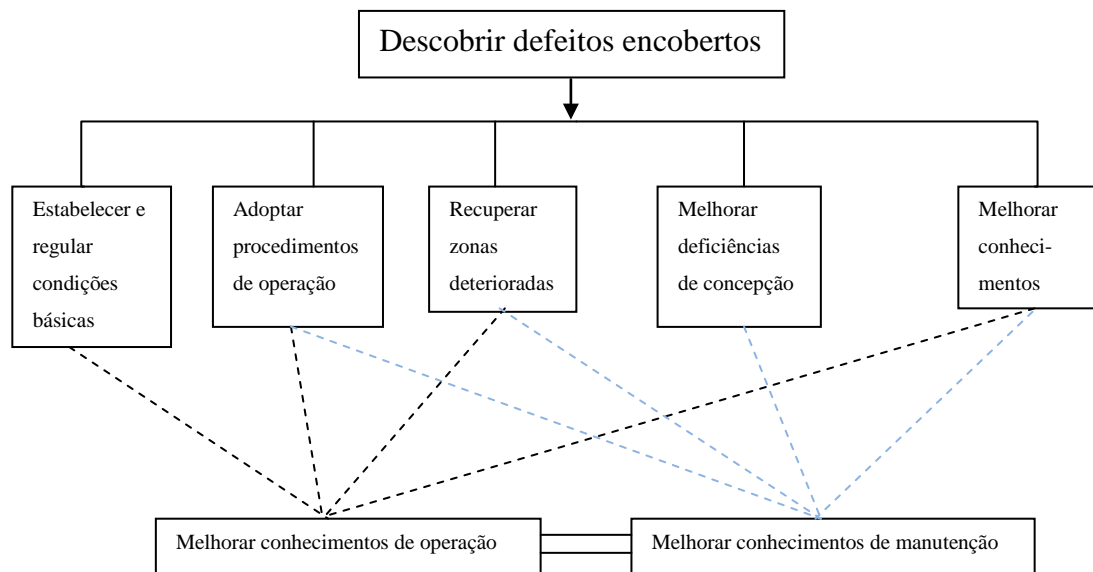 Descobrir defeitos encobertos
Estabelecer e
regular
condições
básicas
Adoptar
procedimentos
de operação
Recuperar
zonas
deterioradas
Melhorar
deficiências
de concepção
Melhorar
conheci-
mentos
Melhorar conhecimentos de operação
Melhorar conhecimentos de manutenção